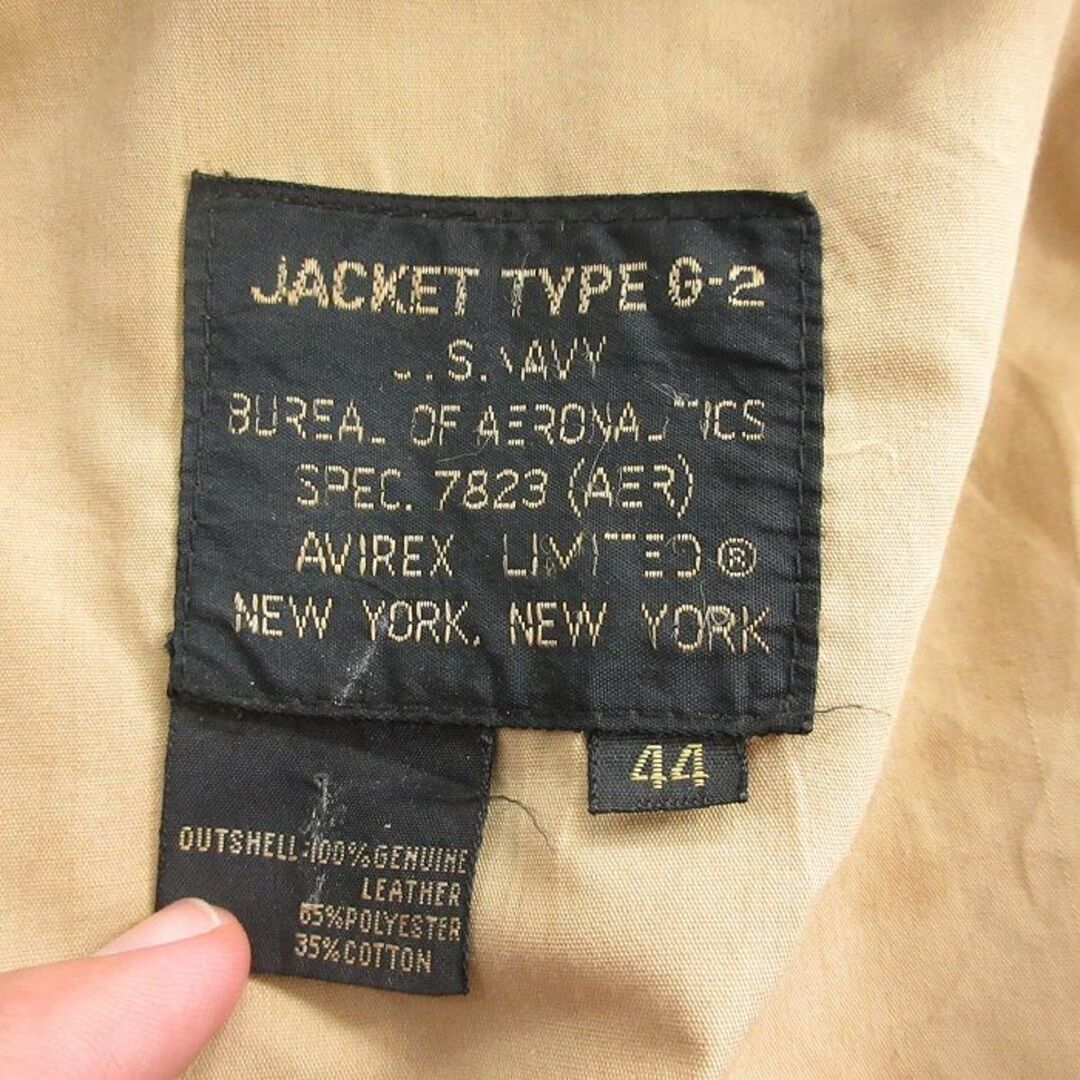 JACKET TYPE G-2
U.S. NAVY
BUREAU OF AERONAUTICS
SPEC. 7823 (AER)
AVIREX LIMITED®
NEW YORK, NEW YORK
44
OUTSHELL:100%GENUINE
LEATHER
65%POLYESTER
35%COTTON